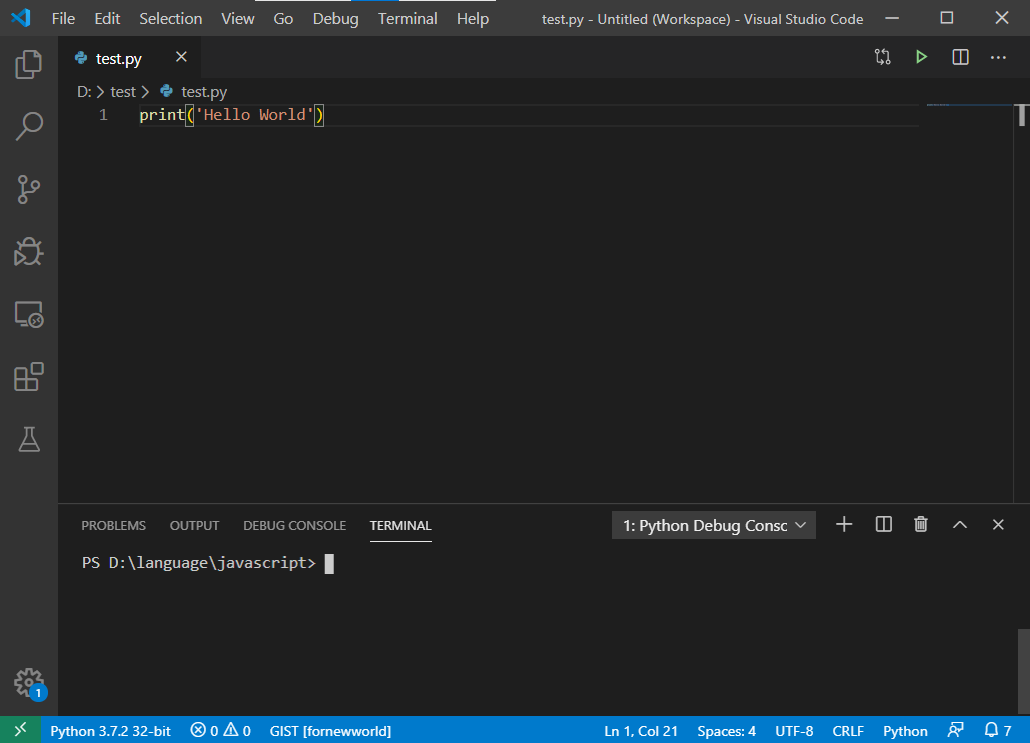 File Edit Selection View Go Debug Terminal Help test.py - Untitled (Workspace) - Visual Studio Code
test.py
D: > test > test.py
1 print('Hello World')
PROBLEMS OUTPUT DEBUG CONSOLE TERMINAL 1: Python Debug Consc
PS D:\language\javascript>
1
Python 3.7.2 32-bit 0 0 GIST [fornewworld] Ln 1, Col 21 Spaces: 4 UTF-8 CRLF Python 7